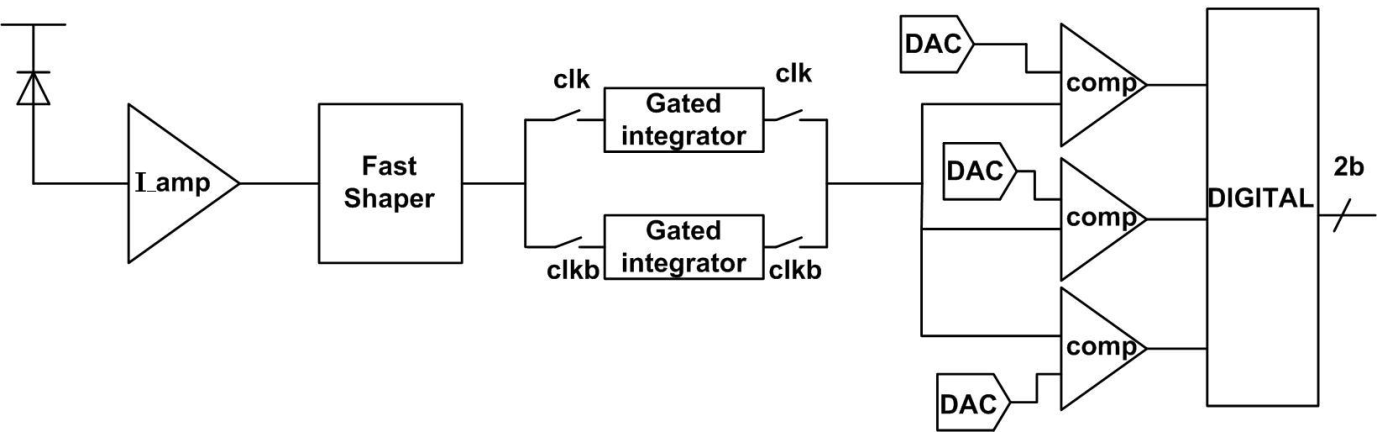 I_amp
Fast
Shaper
clk
Gated
integrator
clk
clkb
Gated
integrator
clkb
DAC
comp
DAC
comp
DAC
comp
DIGITAL
2b